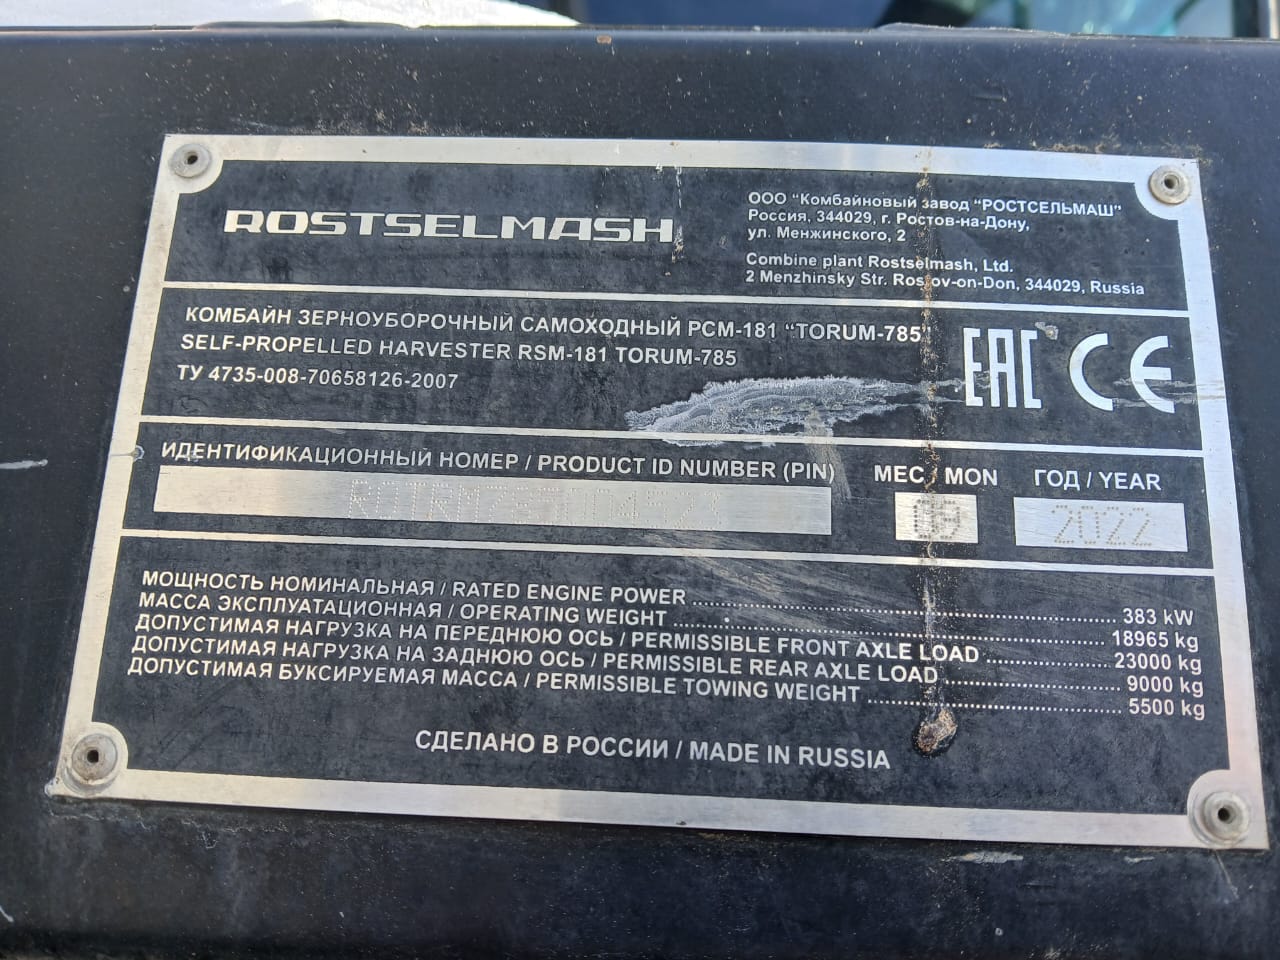 ROSTSELMASH
ООО "Комбайновый завод "РОСТСЕЛЬМАШ"
Россия, 344029, г. Ростов-на-Дону,
ул. Менжинского, 2
Combine plant Rostselmash, Ltd.
2 Menzhinsky Str. Rostov-on-Don, 344029, Russia
КОМБАЙН ЗЕРНОУБОРОЧНЫЙ САМОХОДНЫЙ РСМ-181 "TORUM-785"
SELF-PROPELLED HARVESTER RSM-181 TORUM-785
ТУ 4735-008-70658126-2007
EAC CE
ИДЕНТИФИКАЦИОННЫЙ НОМЕР / PRODUCT ID NUMBER (PIN)
МЕС / MON
ГОД / YEAR
2022
МОЩНОСТЬ НОМИНАЛЬНАЯ / RATED ENGINE POWER 383 kW
МАССА ЭКСПЛУАТАЦИОННАЯ / OPERATING WEIGHT 18965 kg
ДОПУСТИМАЯ НАГРУЗКА НА ПЕРЕДНЮЮ ОСЬ / PERMISSIBLE FRONT AXLE LOAD 23000 kg
ДОПУСТИМАЯ НАГРУЗКА НА ЗАДНЮЮ ОСЬ / PERMISSIBLE REAR AXLE LOAD 9000 kg
ДОПУСТИМАЯ БУКСИРУЕМАЯ МАССА / PERMISSIBLE TOWING WEIGHT 5500 kg
СДЕЛАНО В РОССИИ / MADE IN RUSSIA